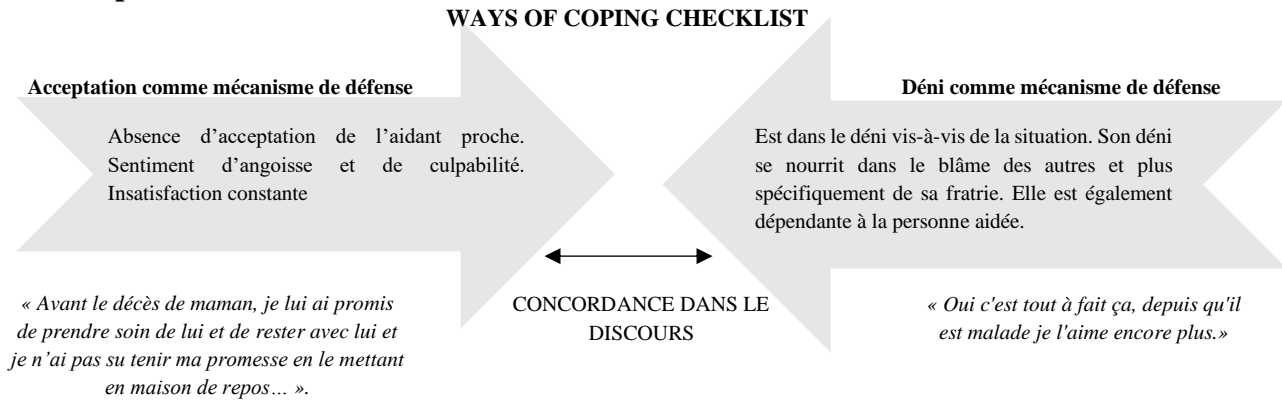 WAYS OF COPING CHECKLIST
Acceptation comme mécanisme de défense
Absence d’acceptation de l’aidant proche.
Sentiment d’angoisse et de culpabilité.
Insatisfaction constante
Déni comme mécanisme de défense
Est dans le déni vis-à-vis de la situation. Son déni
se nourrit dans le blâme des autres et plus
spécifiquement de sa fratrie. Elle est également
dépendante à la personne aidée.
« Avant le décès de maman, je lui ai promis
de prendre soin de lui et de rester avec lui et
je n’ai pas su tenir ma promesse en le mettant
en maison de repos… ».
CONCORDANCE DANS LE
DISCOURS
« Oui c'est tout à fait ça, depuis qu'il
est malade je l'aime encore plus.»